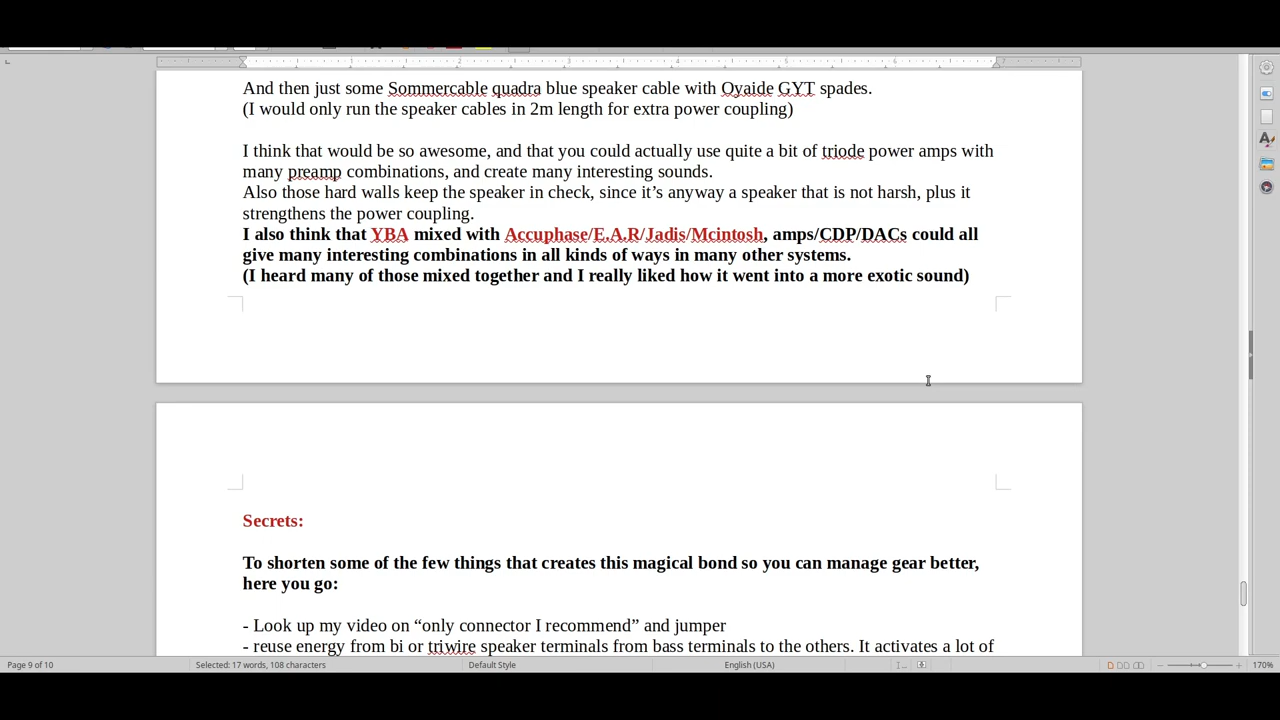 And then just some Sommercable quadra blue speaker cable with Oyaide GYT spades.
(I would only run the speaker cables in 2m length for extra power coupling)
I think that would be so awesome, and that you could actually use quite a bit of triode power amps with
many preamp combinations, and create many interesting sounds.
Also those hard walls keep the speaker in check, since it’s anyway a speaker that is not harsh, plus it
strengthens the power coupling.
I also think that YBA mixed with Accuphase/E.A.R/Jadis/Mcintosh, amps/CDP/DACs could all
give many interesting combinations in all kinds of ways in many other systems.
(I heard many of those mixed together and I really liked how it went into a more exotic sound)
Secrets:
To shorten some of the few things that creates this magical bond so you can manage gear better,
here you go:
- Look up my video on “only connector I recommend” and jumper
- reuse energy from bi or triwire speaker terminals from bass terminals to the others. It activates a lot of
Page 9 of 10
Selected: 17 words, 108 characters
Default Style
English (USA)
170%